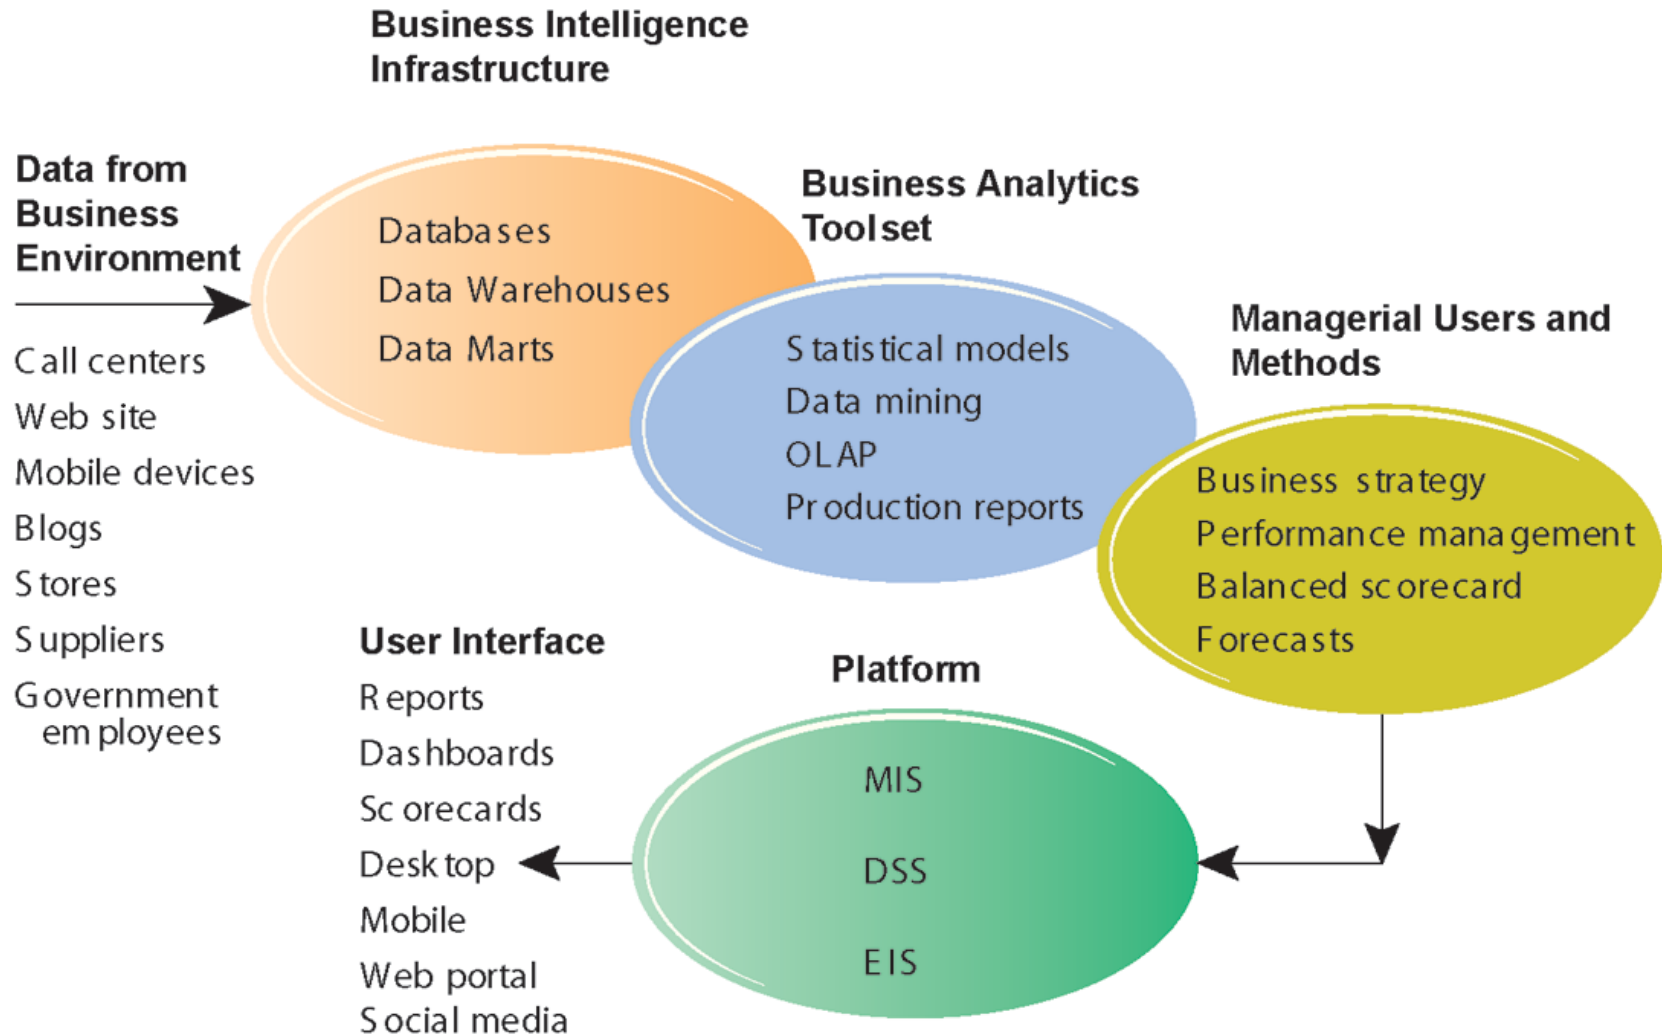 Business Intelligence
Infrastructure
Data from
Business
Environment
Call centers
Web site
Mobile devices
Blogs
Stores
Suppliers
Government
employees
Databases
Data Warehouses
Data Marts
Business Analytics
Toolset
Statistical models
Data mining
OLAP
Production reports
Managerial Users and
Methods
Business strategy
Performance management
Balanced scorecard
Forecasts
Platform
MIS
DSS
EIS
User Interface
Reports
Dashboards
Scorecards
Desktop
Mobile
Web portal
Social media